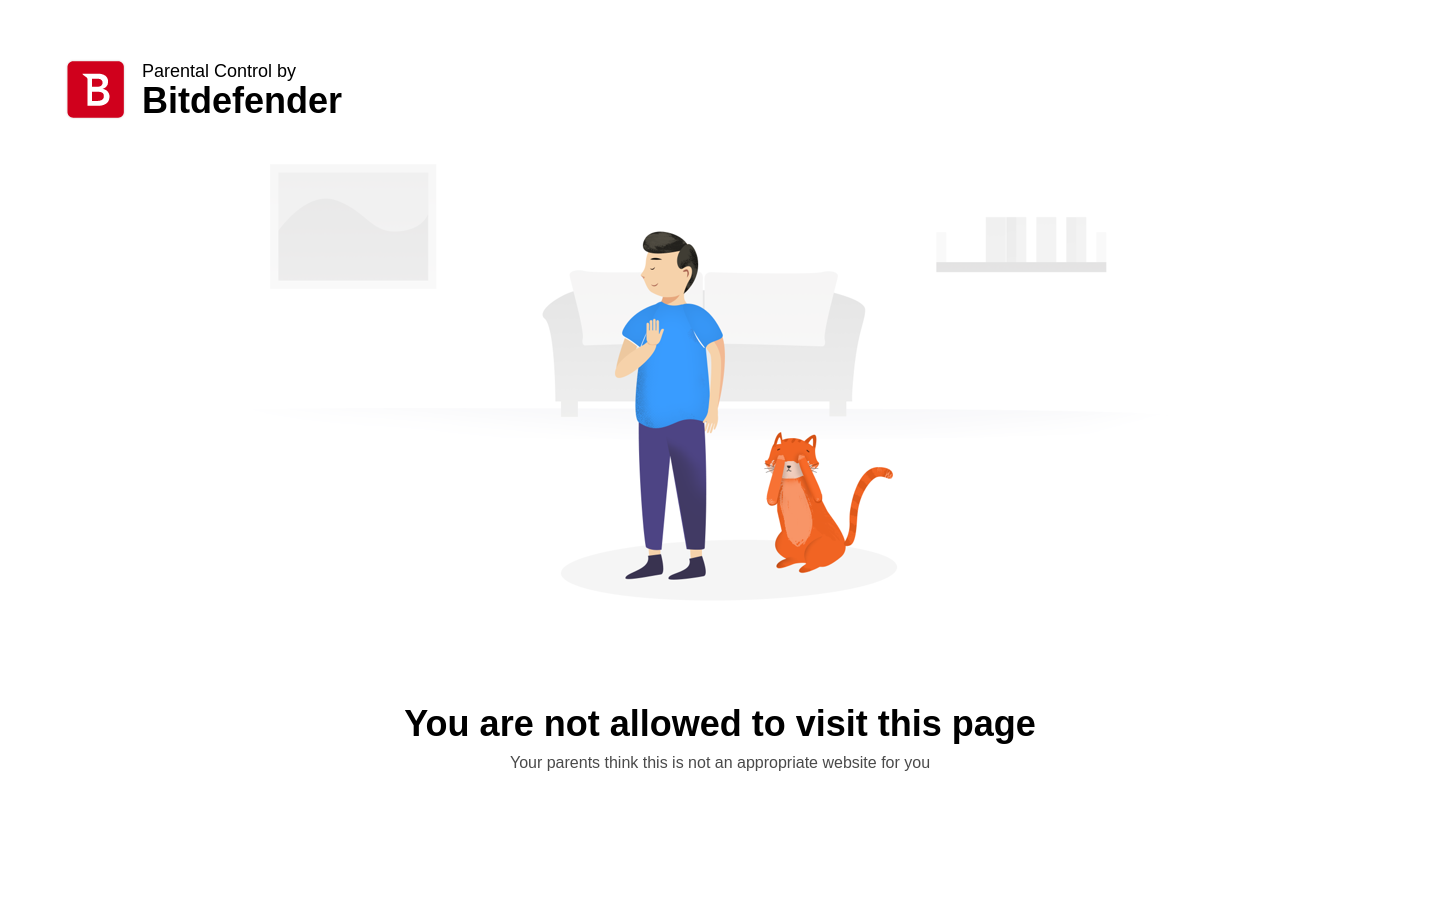 B
Parental Control by
Bitdefender
You are not allowed to visit this page
Your parents think this is not an appropriate website for you